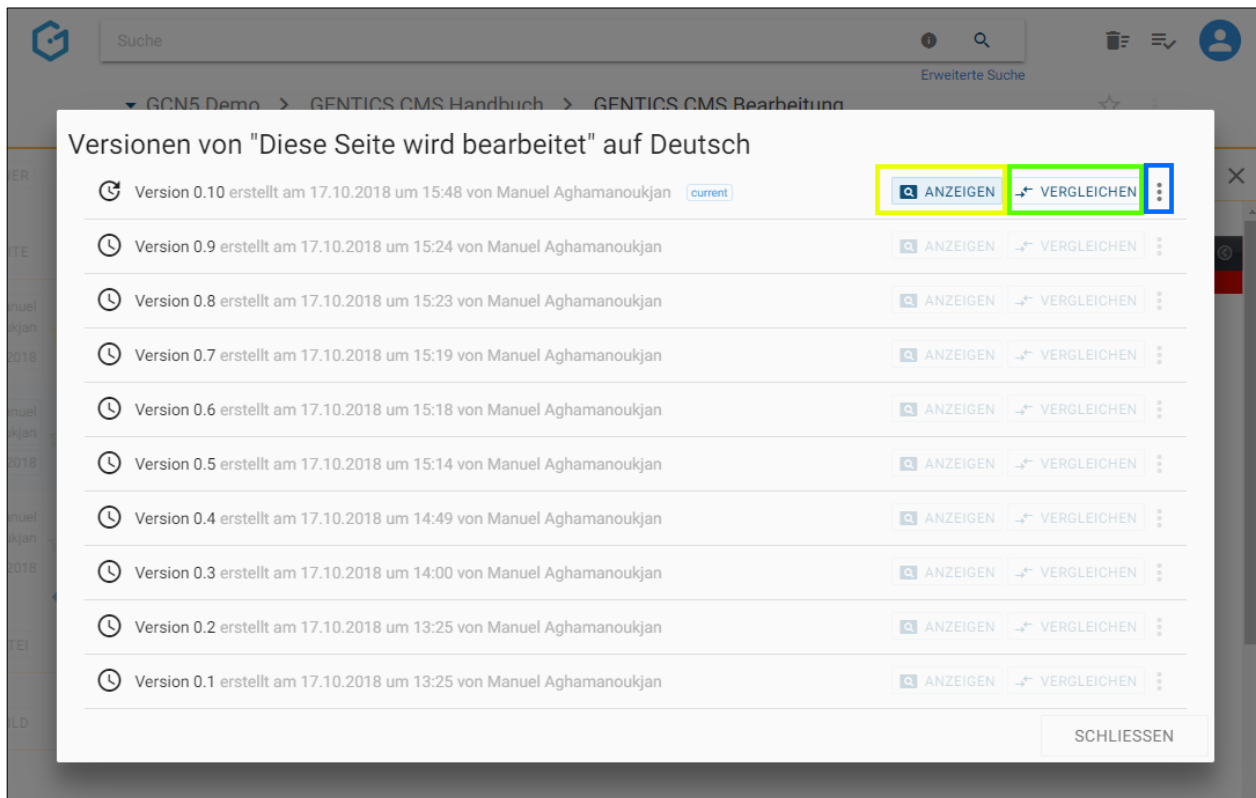 Suche
Erweiterte Suche
GCN5 Demo > GENTICS CMS Handbuch > GENTICS CMS Bearbeitung
Versionen von "Diese Seite wird bearbeitet" auf Deutsch
Version 0.10 erstellt am 17.10.2018 um 15:48 von Manuel Aghamanoukjan current ANZEIGEN VERGLEICHEN
Version 0.9 erstellt am 17.10.2018 um 15:24 von Manuel Aghamanoukjan ANZEIGEN VERGLEICHEN
Version 0.8 erstellt am 17.10.2018 um 15:23 von Manuel Aghamanoukjan ANZEIGEN VERGLEICHEN
Version 0.7 erstellt am 17.10.2018 um 15:19 von Manuel Aghamanoukjan ANZEIGEN VERGLEICHEN
Version 0.6 erstellt am 17.10.2018 um 15:18 von Manuel Aghamanoukjan ANZEIGEN VERGLEICHEN
Version 0.5 erstellt am 17.10.2018 um 15:14 von Manuel Aghamanoukjan ANZEIGEN VERGLEICHEN
Version 0.4 erstellt am 17.10.2018 um 14:49 von Manuel Aghamanoukjan ANZEIGEN VERGLEICHEN
Version 0.3 erstellt am 17.10.2018 um 14:00 von Manuel Aghamanoukjan ANZEIGEN VERGLEICHEN
Version 0.2 erstellt am 17.10.2018 um 13:25 von Manuel Aghamanoukjan ANZEIGEN VERGLEICHEN
Version 0.1 erstellt am 17.10.2018 um 13:25 von Manuel Aghamanoukjan ANZEIGEN VERGLEICHEN
SCHLIESSEN